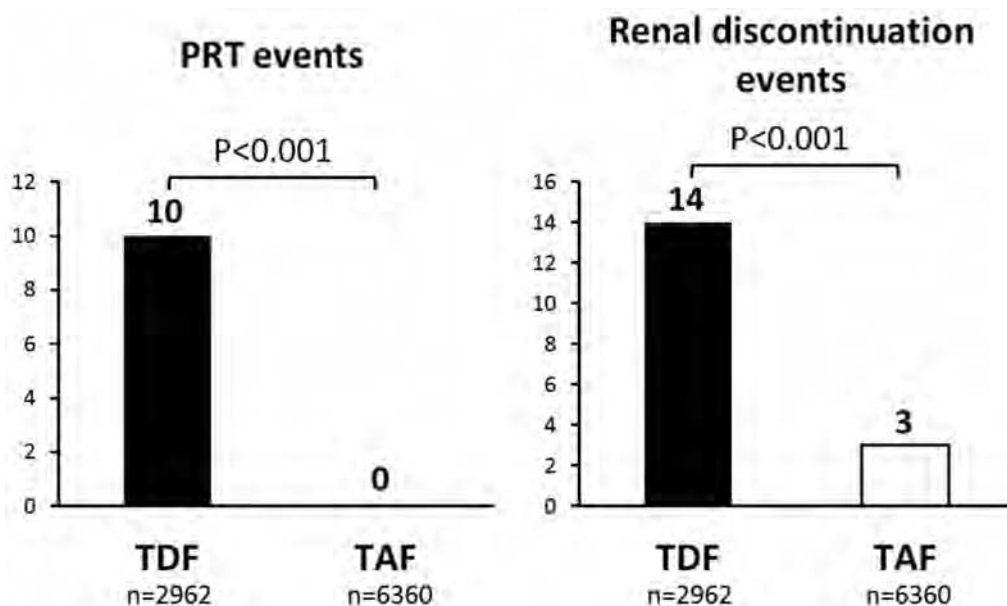 PRT events
P<0.001
12
10
8
6
4
2
0
10
0
TDF
TAF
n=2962
n=6360
Renal discontinuation
events
P<0.001
16
14
12
10
8
6
4
2
0
14
3
TDF
TAF
n=2962
n=6360